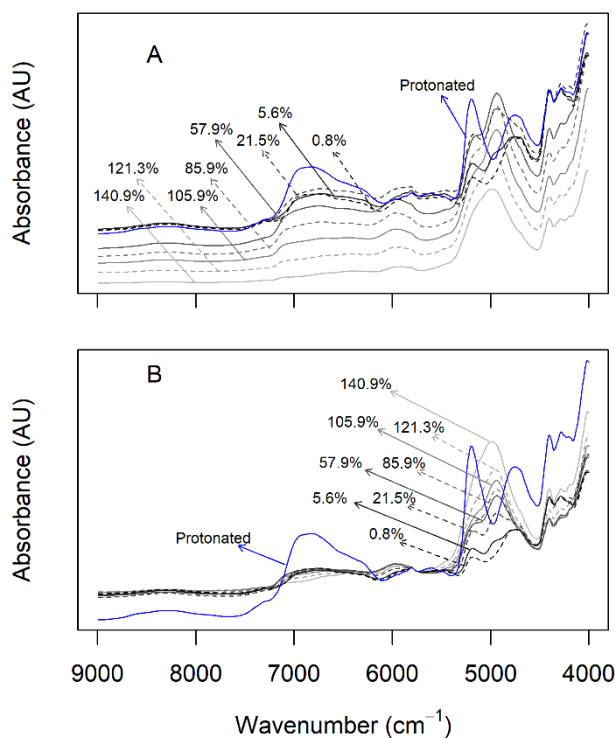 A
Absorbance (AU)
Protonated
5.6%
57.9%
21.5%
0.8%
121.3%
85.9%
140.9%
105.9%
B
Absorbance (AU)
140.9%
105.9%
121.3%
57.9%
85.9%
5.6%
21.5%
0.8%
Protonated
9000 8000 7000 6000 5000 4000
Wavenumber (cm⁻¹)